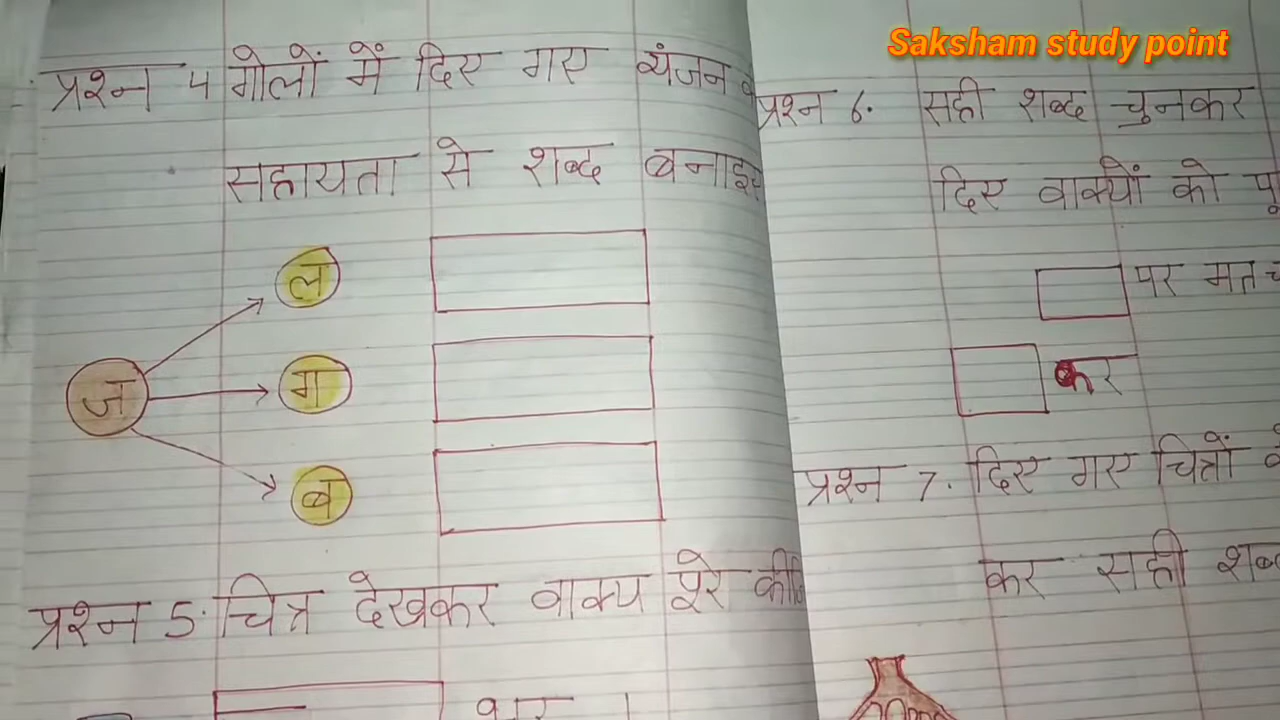 Saksham study point
प्रश्न 4 गोलों में दिए गए व्यंजन
सहायता से शब्द बनाइए
ल
ज
ग
ब
प्रश्न 5. चित्र देखकर वाक्य पूरे
प्रश्न 6. सही शब्द चुनकर
दिए वाक्यों को
पर मत
कर
प्रश्न 7. दिए गए चित्रों
कर सही शब्द